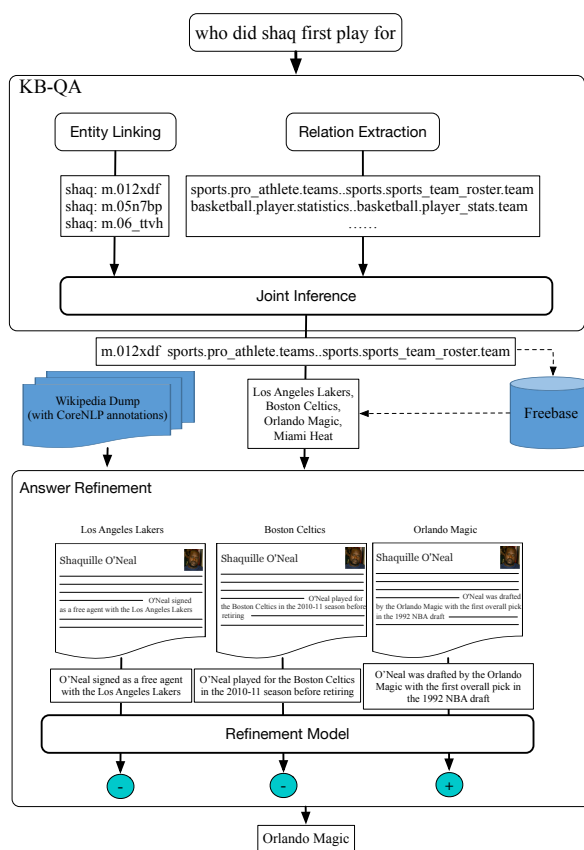 who did shaq first play for
KB-QA
Entity Linking
Relation Extraction
shaq: m.012xdf
shaq: m.05n7bp
shaq: m.06_ttvh
sports.pro_athlete.teams..sports.sports_team_roster.team
basketball.player.statistics..basketball.player_stats.team
......
Joint Inference
m.012xdf sports.pro_athlete.teams..sports.sports_team_roster.team
Wikipedia Dump
(with CoreNLP annotations)
Los Angeles Lakers,
Boston Celtics,
Orlando Magic,
Miami Heat
Freebase
Answer Refinement
Los Angeles Lakers
Shaquille O'Neal
O'Neal signed
as a free agent with the Los Angeles Lakers
Boston Celtics
Shaquille O'Neal
O'Neal played for
the Boston Celtics in the 2010-11 season before
retiring
Orlando Magic
Shaquille O'Neal
O'Neal was drafted
by the Orlando Magic with the first overall pick
in the 1992 NBA draft
O'Neal signed as a free agent
with the Los Angeles Lakers
O'Neal played for the Boston Celtics
in the 2010-11 season before retiring
O'Neal was drafted by the Orlando
Magic with the first overall pick in
the 1992 NBA draft
Refinement Model
-
-
+
Orlando Magic